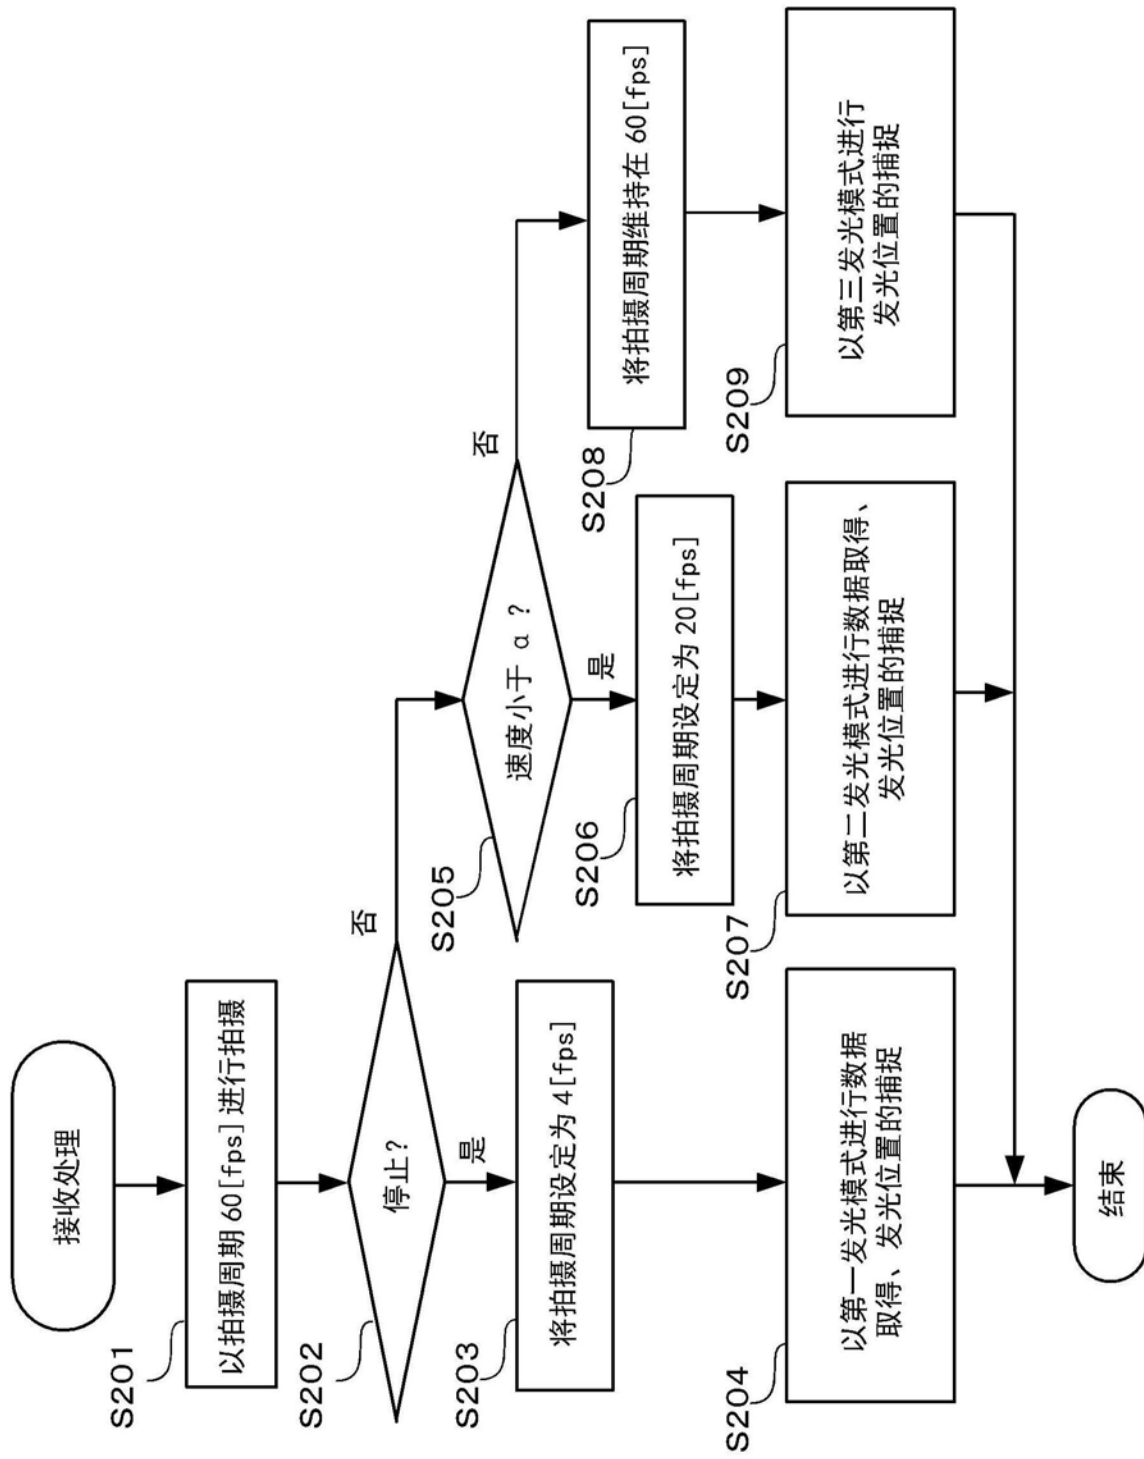 接收处理
S201
以拍摄周期 60[fps] 进行拍摄
S202
停止?
否
是
S203
将拍摄周期设定为 4[fps]
S204
以第一发光模式进行数据
取得、发光位置的捕捉
S205
速度小于 α ?
否
是
S206
将拍摄周期设定为 20[fps]
S207
以第二发光模式进行数据取得、
发光位置的捕捉
S208
将拍摄周期维持在 60[fps]
S209
以第三发光模式进行
发光位置的捕捉
结束